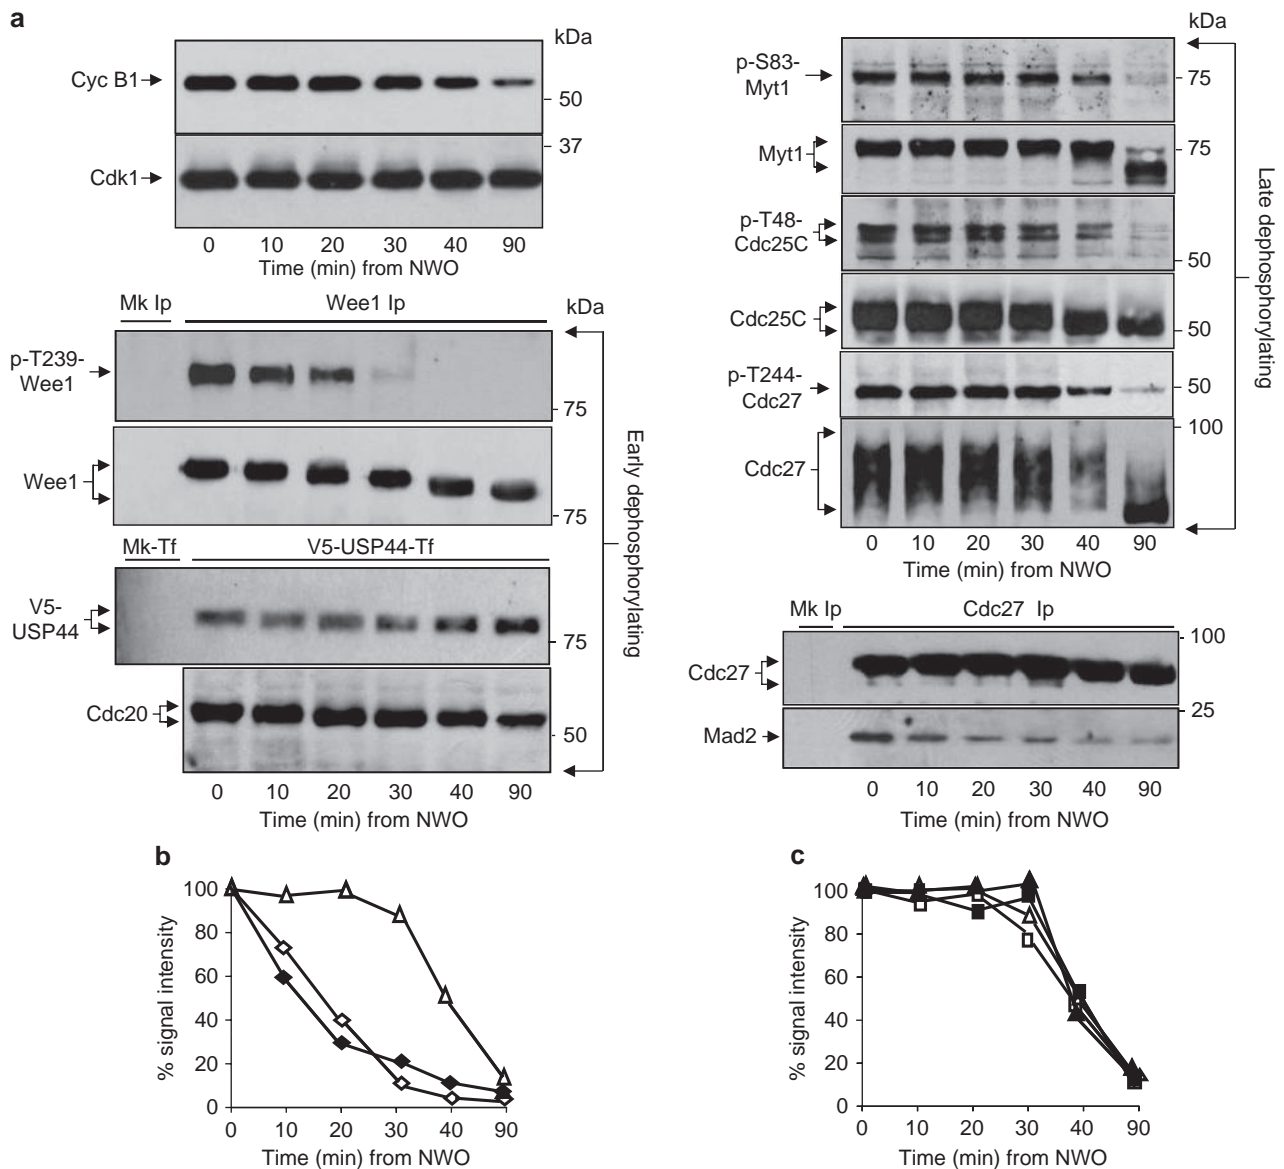 a
kDa
Cyc B1
50
37
Cdk1
0 10 20 30 40 90
Time (min) from NWO
Mk Ip Wee1 Ip kDa
p-T239-
Wee1
75
Wee1
75
Mk-Tf V5-USP44-Tf
V5-
USP44
75
Cdc20
50
0 10 20 30 40 90
Time (min) from NWO
Early dephosphorylating
kDa
p-S83-
Myt1
75
Myt1
75
p-T48-
Cdc25C
50
Cdc25C
50
p-T244-
Cdc27
50
100
Cdc27
0 10 20 30 40 90
Time (min) from NWO
Late dephosphorylating
Mk Ip Cdc27 Ip
100
Cdc27
25
Mad2
0 10 20 30 40 90
Time (min) from NWO
b
% signal intensity
100
80
60
40
20
0
0 10 20 30 40 90
Time (min) from NWO
c
% signal intensity
100
80
60
40
20
0
0 10 20 30 40 90
Time (min) from NWO